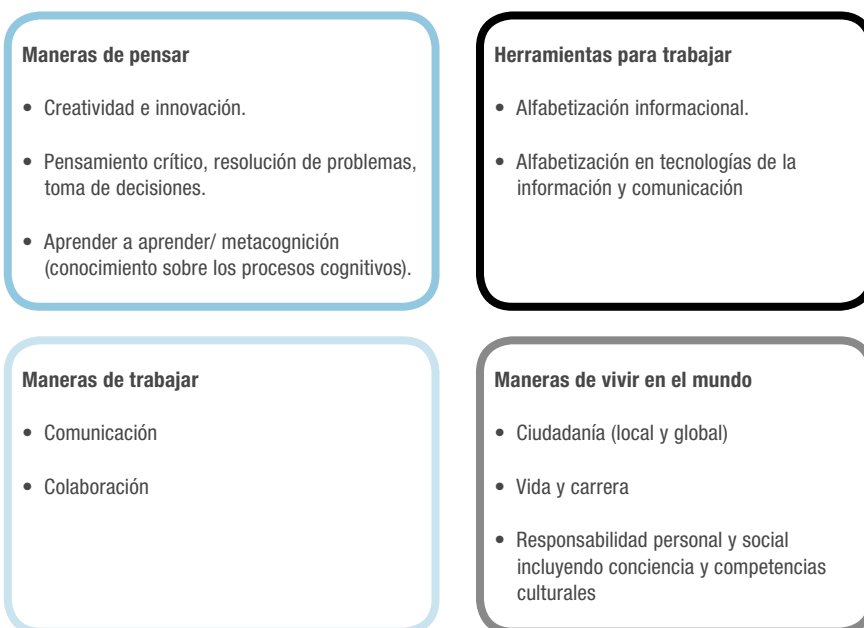 Maneras de pensar
• Creatividad e innovación.
• Pensamiento crítico, resolución de problemas,
toma de decisiones.
• Aprender a aprender/ metacognición
(conocimiento sobre los procesos cognitivos).
Herramientas para trabajar
• Alfabetización informacional.
• Alfabetización en tecnologías de la
información y comunicación
Maneras de trabajar
• Comunicación
• Colaboración
Maneras de vivir en el mundo
• Ciudadanía (local y global)
• Vida y carrera
• Responsabilidad personal y social
incluyendo conciencia y competencias
culturales